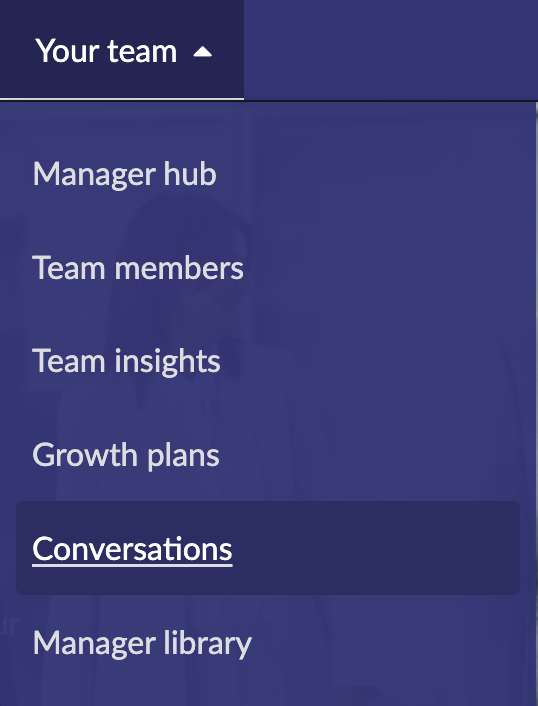 Your team
Manager hub
Team members
Team insights
Growth plans
Conversations
Manager library